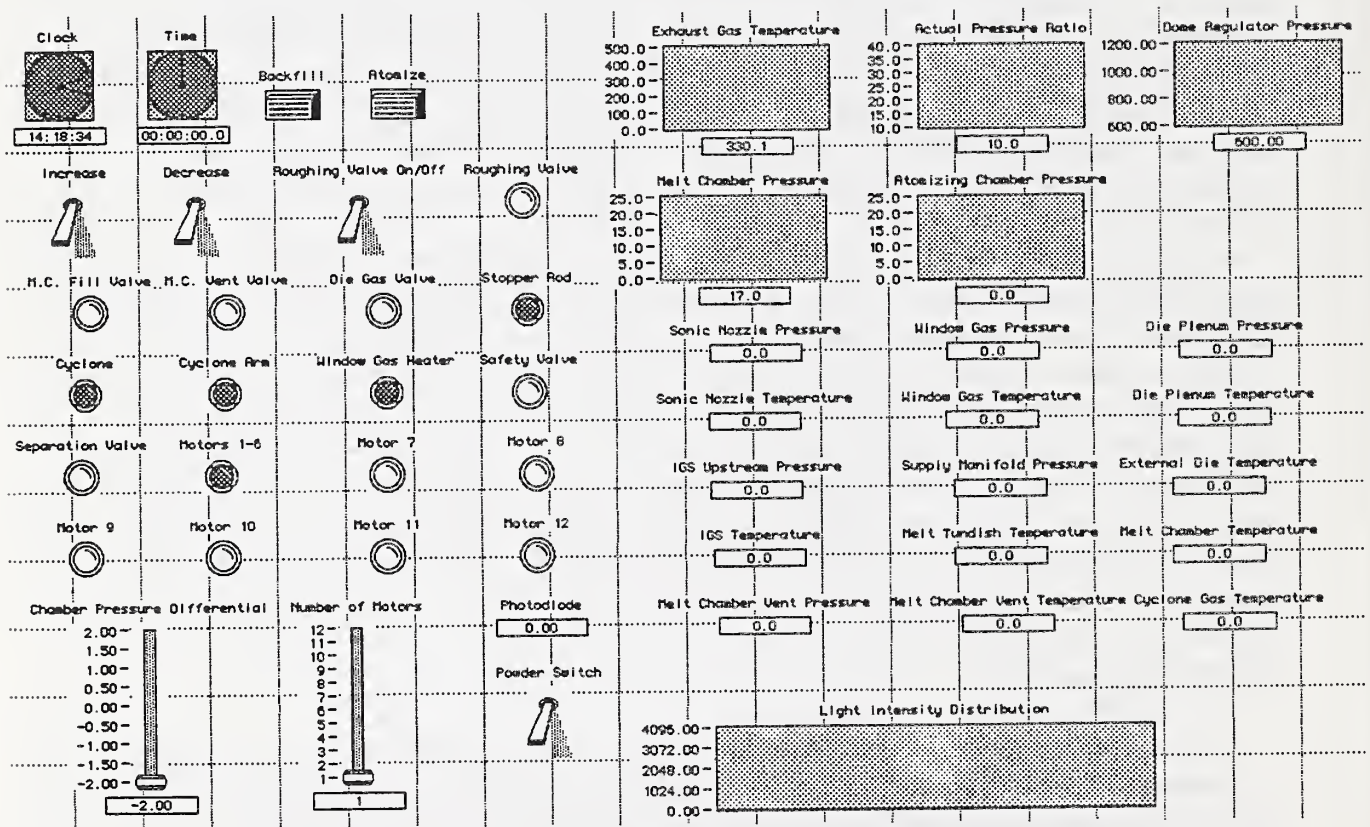 Clock
14:18:34
Time
00:00:00.0
Backfill
Atomize
Exhaust Gas Temperature
500.0
400.0
300.0
200.0
100.0
0.0
330.1
Actual Pressure Ratio
40.0
35.0
30.0
25.0
20.0
15.0
10.0
10.0
Dome Regulator Pressure
1200.00
1000.00
800.00
600.00
600.00
Increase
Decrease
Roughing Valve On/Off
Roughing Valve
Melt Chamber Pressure
25.0
20.0
15.0
10.0
5.0
0.0
17.0
Atomizing Chamber Pressure
25.0
20.0
15.0
10.0
5.0
0.0
0.0
M.C. Fill Valve
M.C. Vent Valve
Die Gas Valve
Stopper Rod
Cyclone
Cyclone Arm
Window Gas Heater
Safety Valve
Separation Valve
Motors 1-6
Motor 7
Motor 8
Motor 9
Motor 10
Motor 11
Motor 12
Sonic Nozzle Pressure
0.0
Window Gas Pressure
0.0
Die Plenum Pressure
0.0
Sonic Nozzle Temperature
0.0
Window Gas Temperature
0.0
Die Plenum Temperature
0.0
IGS Upstream Pressure
0.0
Supply Manifold Pressure
0.0
External Die Temperature
0.0
IGS Temperature
0.0
Melt Tundish Temperature
0.0
Melt Chamber Temperature
0.0
Melt Chamber Vent Pressure
0.0
Melt Chamber Vent Temperature
0.0
Cyclone Gas Temperature
0.0
Chamber Pressure Differential
2.00
1.50
1.00
0.50
0.00
-0.50
-1.00
-1.50
-2.00
-2.00
Number of Motors
12
11
10
9
8
7
6
5
4
3
2
1
1
Photodiode
0.00
Powder Switch
Light Intensity Distribution
4095.00
3072.00
2048.00
1024.00
0.00